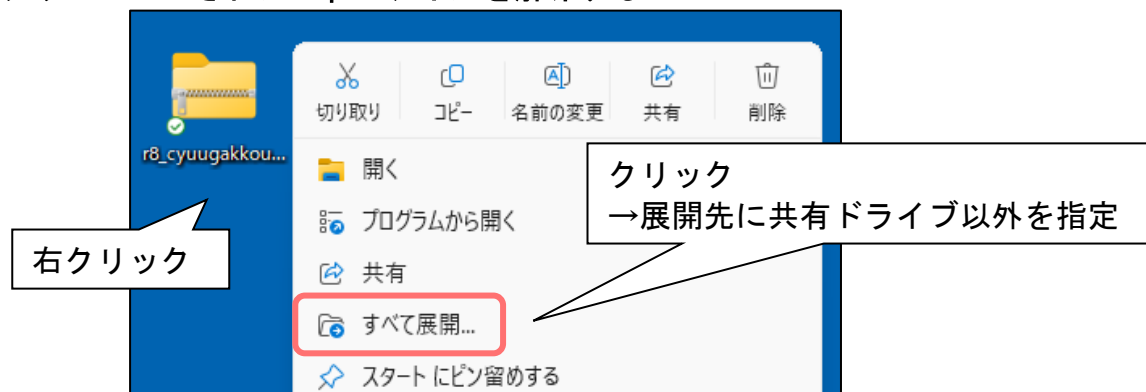 切り取り
コピー
名前の変更
共有
削除
r8_cyuugakkou...
開く
プログラムから開く
共有
すべて展開...
スタート にピン留めする
右クリック
クリック
→展開先に共有ドライブ以外を指定